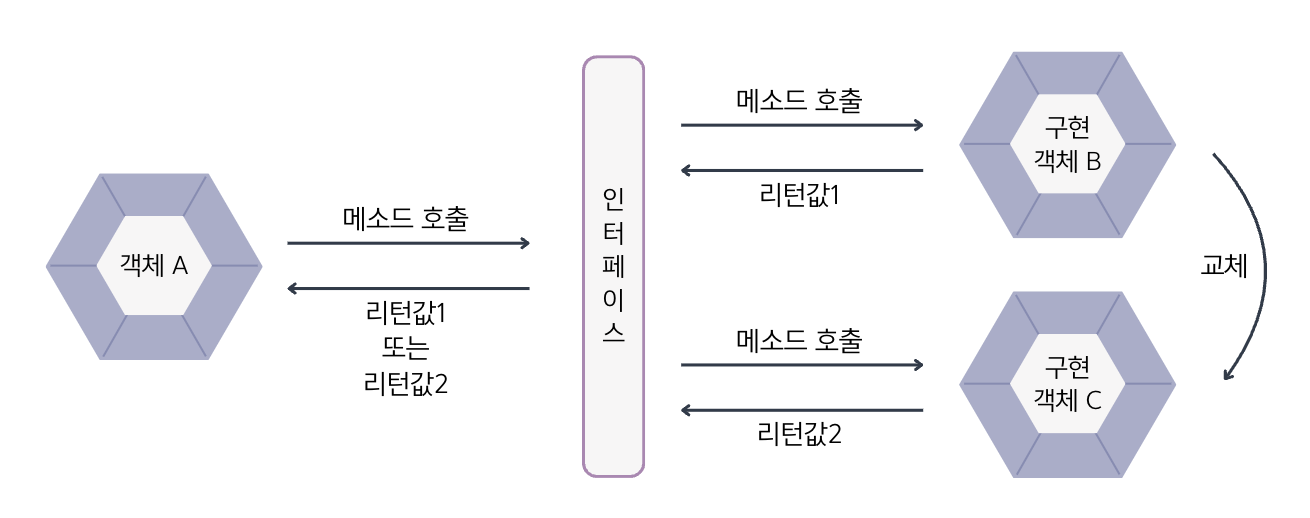 객체 A
메소드 호출
리턴값1
또는
리턴값2
인
터
페
이
스
메소드 호출
리턴값1
구현
객체 B
메소드 호출
리턴값2
구현
객체 C
교체